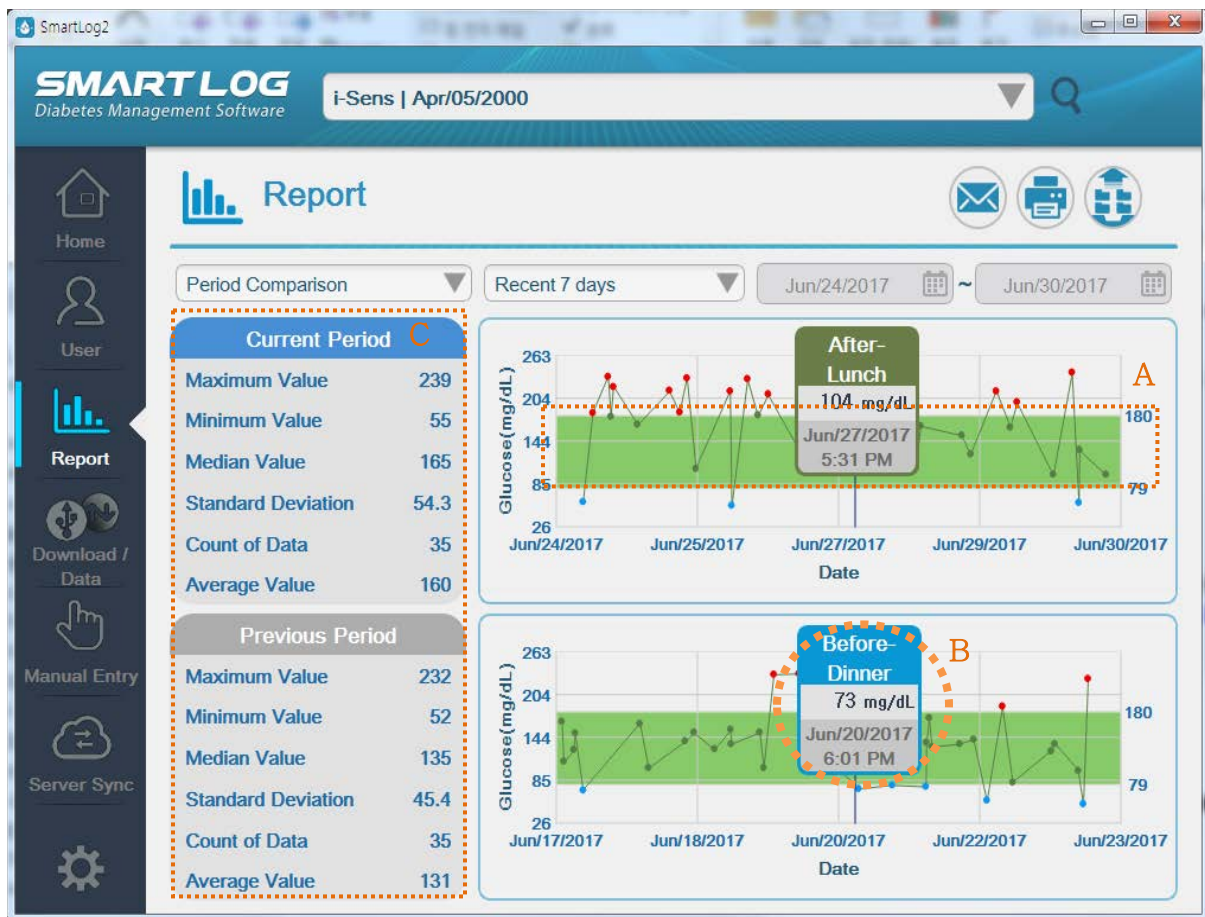 SmartLog2
SMART LOG
Diabetes Management Software
i-Sens | Apr/05/2000
Home
User
Report
Download /
Data
Manual Entry
Server Sync
Report
Period Comparison
Recent 7 days
Jun/24/2017
~
Jun/30/2017
Current Period
C
Maximum Value 239
Minimum Value 55
Median Value 165
Standard Deviation 54.3
Count of Data 35
Average Value 160
Previous Period
Maximum Value 232
Minimum Value 52
Median Value 135
Standard Deviation 45.4
Count of Data 35
Average Value 131
Glucose(mg/dL)
263
204
144
85
26
After-
Lunch
104 mg/dL
Jun/27/2017
5:31 PM
A
180
79
Jun/24/2017 Jun/25/2017 Jun/27/2017 Jun/29/2017 Jun/30/2017
Date
Glucose(mg/dL)
263
204
144
85
26
Before-
Dinner
73 mg/dL
Jun/20/2017
6:01 PM
B
180
79
Jun/17/2017 Jun/18/2017 Jun/20/2017 Jun/22/2017 Jun/23/2017
Date